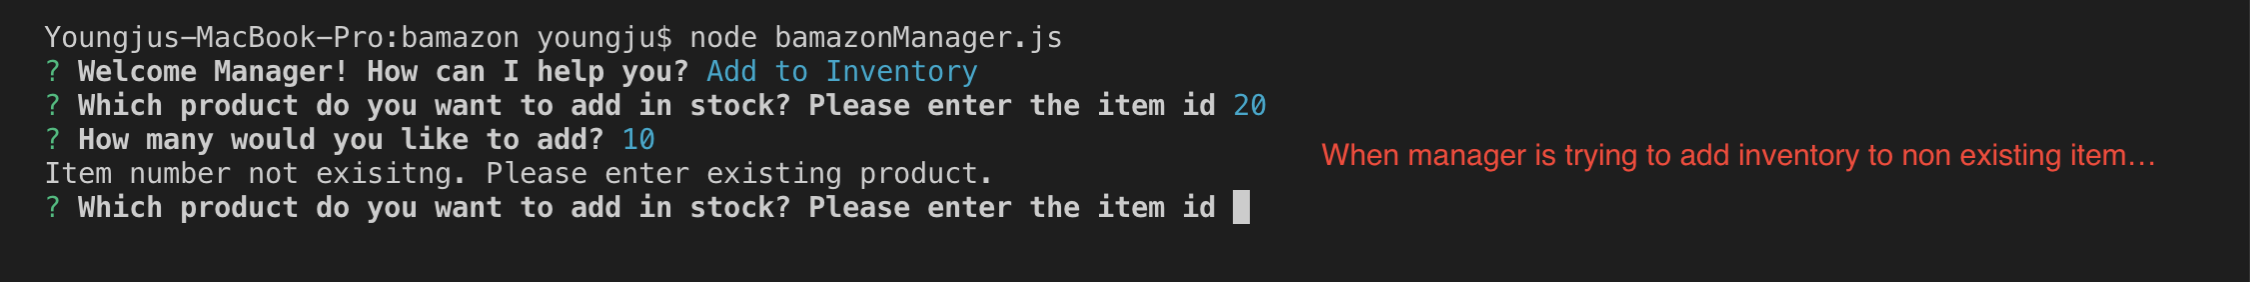 Youngjus-MacBook-Pro:bamazon youngju$ node bamazonManager.js
? Welcome Manager! How can I help you? Add to Inventory
? Which product do you want to add in stock? Please enter the item id 20
? How many would you like to add? 10
When manager is trying to add inventory to non existing item...
Item number not exisitng. Please enter existing product.
? Which product do you want to add in stock? Please enter the item id